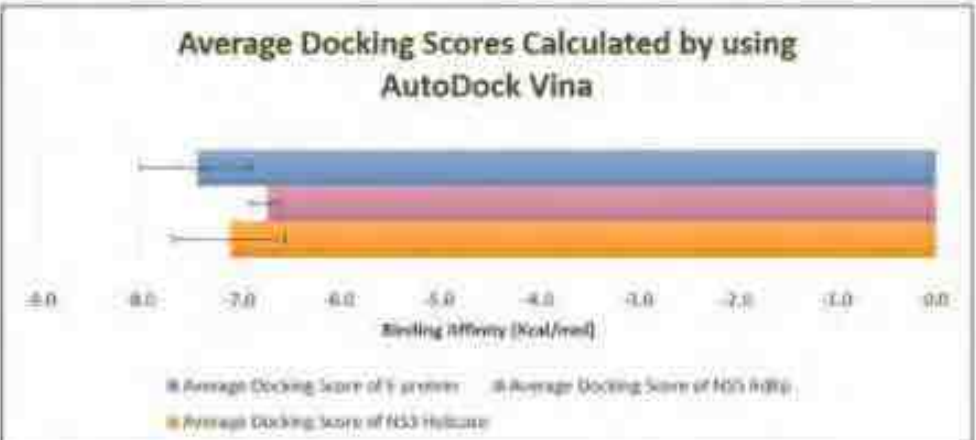 Average Docking Scores Calculated by using
AutoDock Vina
-9.0 -8.0 -7.0 -6.0 -5.0 -4.0 -3.0 -2.0 -1.0 0.0
Binding Affinity (Kcal/mol)
Average Docking Score of E protein Average Docking Score of NS5 RdRp
Average Docking Score of NS3 Helicase